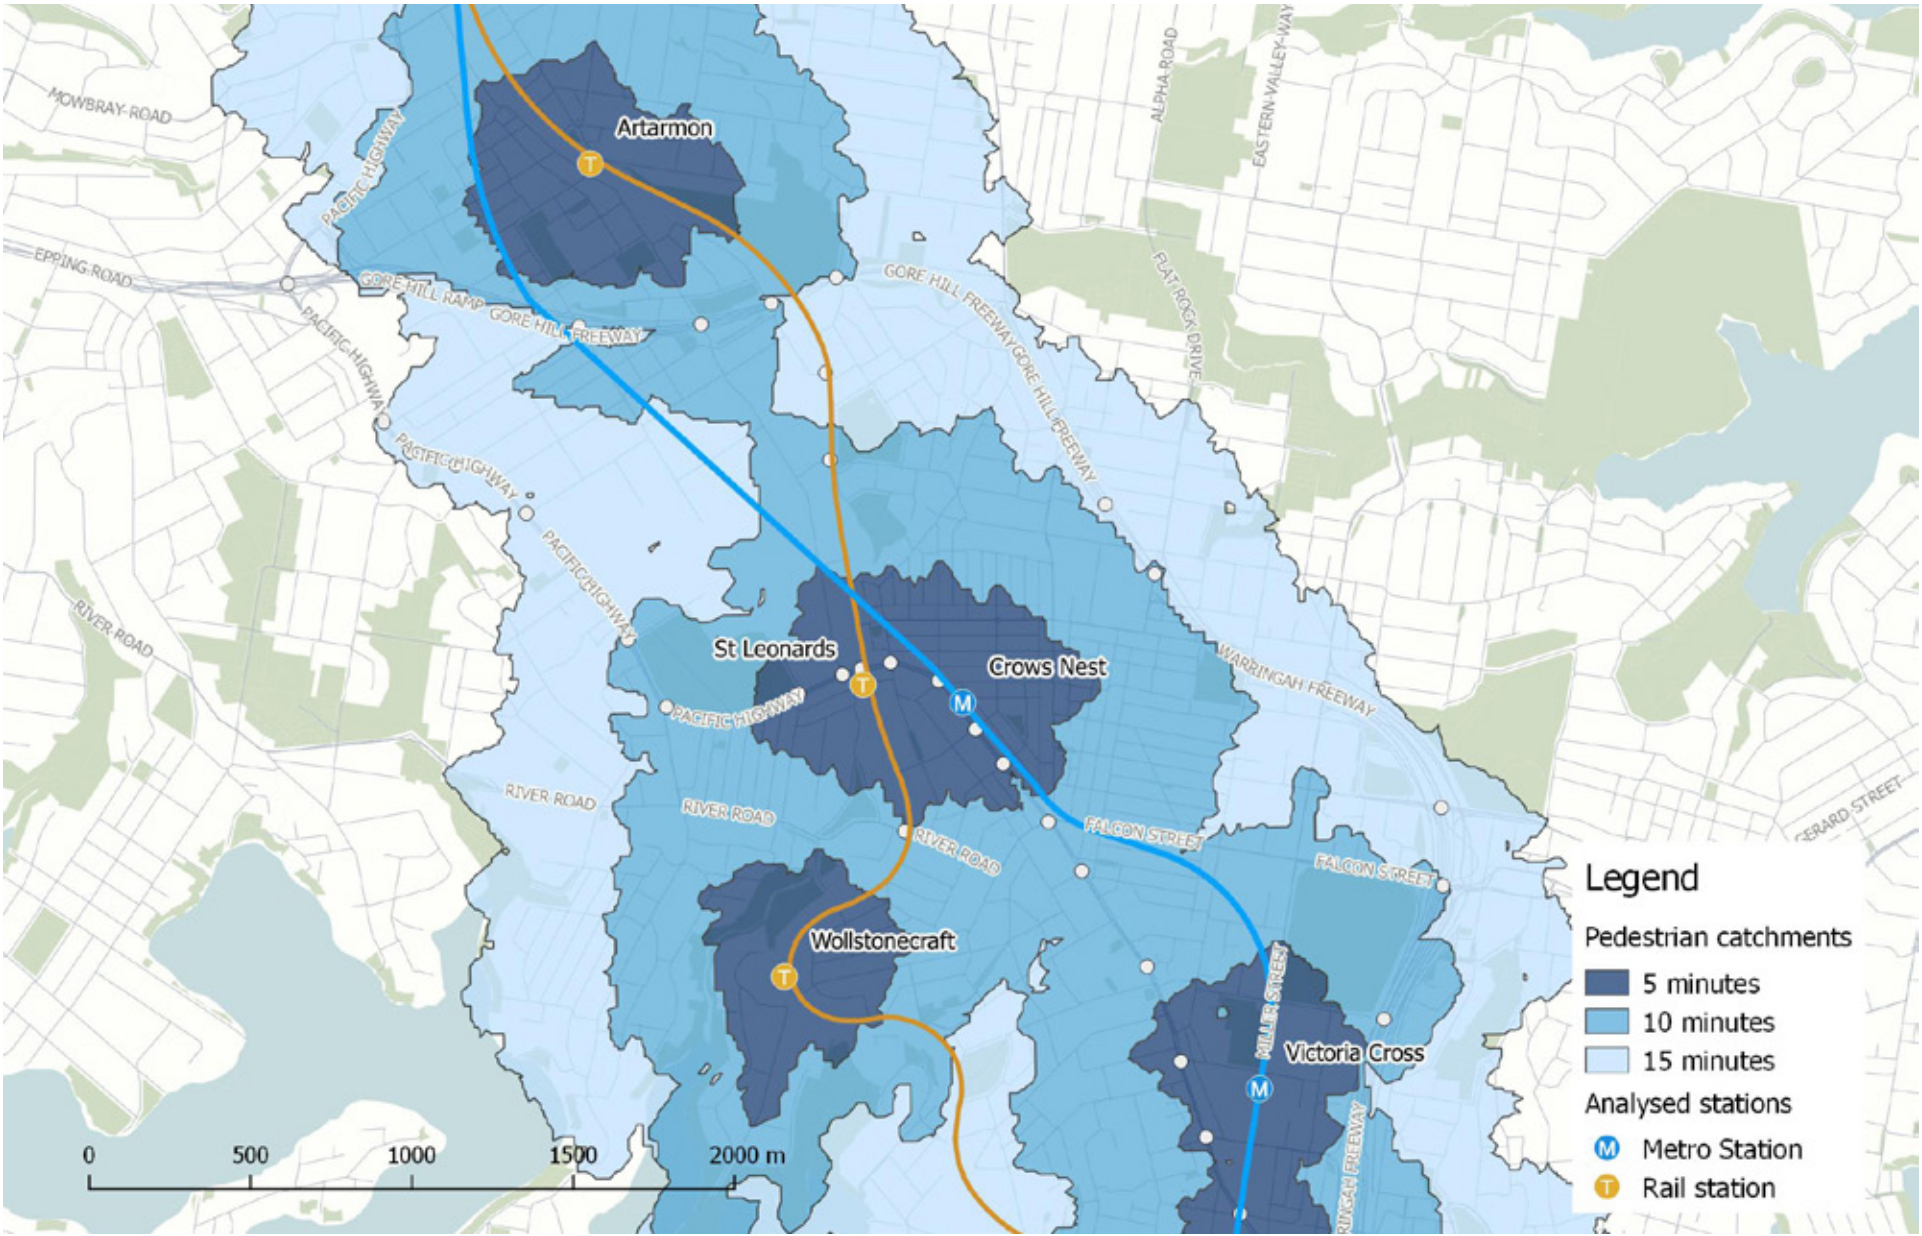 MOWBRAY ROAD
PACIFIC HIGHWAY
Artarmon
T
ALPHA ROAD
EASTERN VALLEY WAY
EPPING ROAD
GORE HILL RAMP
GORE HILL FREEWAY
GORE HILL FREEWAY
GORE HILL FREEWAY
FLAT ROCK DRIVE
PACIFIC HIGHWAY
PACIFIC HIGHWAY
PACIFIC HIGHWAY
RIVER ROAD
St Leonards
T
Crows Nest
M
PACIFIC HIGHWAY
WARRINGAH FREEWAY
RIVER ROAD
RIVER ROAD
RIVER ROAD
FALCON STREET
FALCON STREET
GERARD STREET
Wollstonecraft
T
MILLER STREET
Victoria Cross
M
RINGAH FREEWAY
0 500 1000 1500 2000 m
Legend
Pedestrian catchments
5 minutes
10 minutes
15 minutes
Analysed stations
M Metro Station
T Rail station